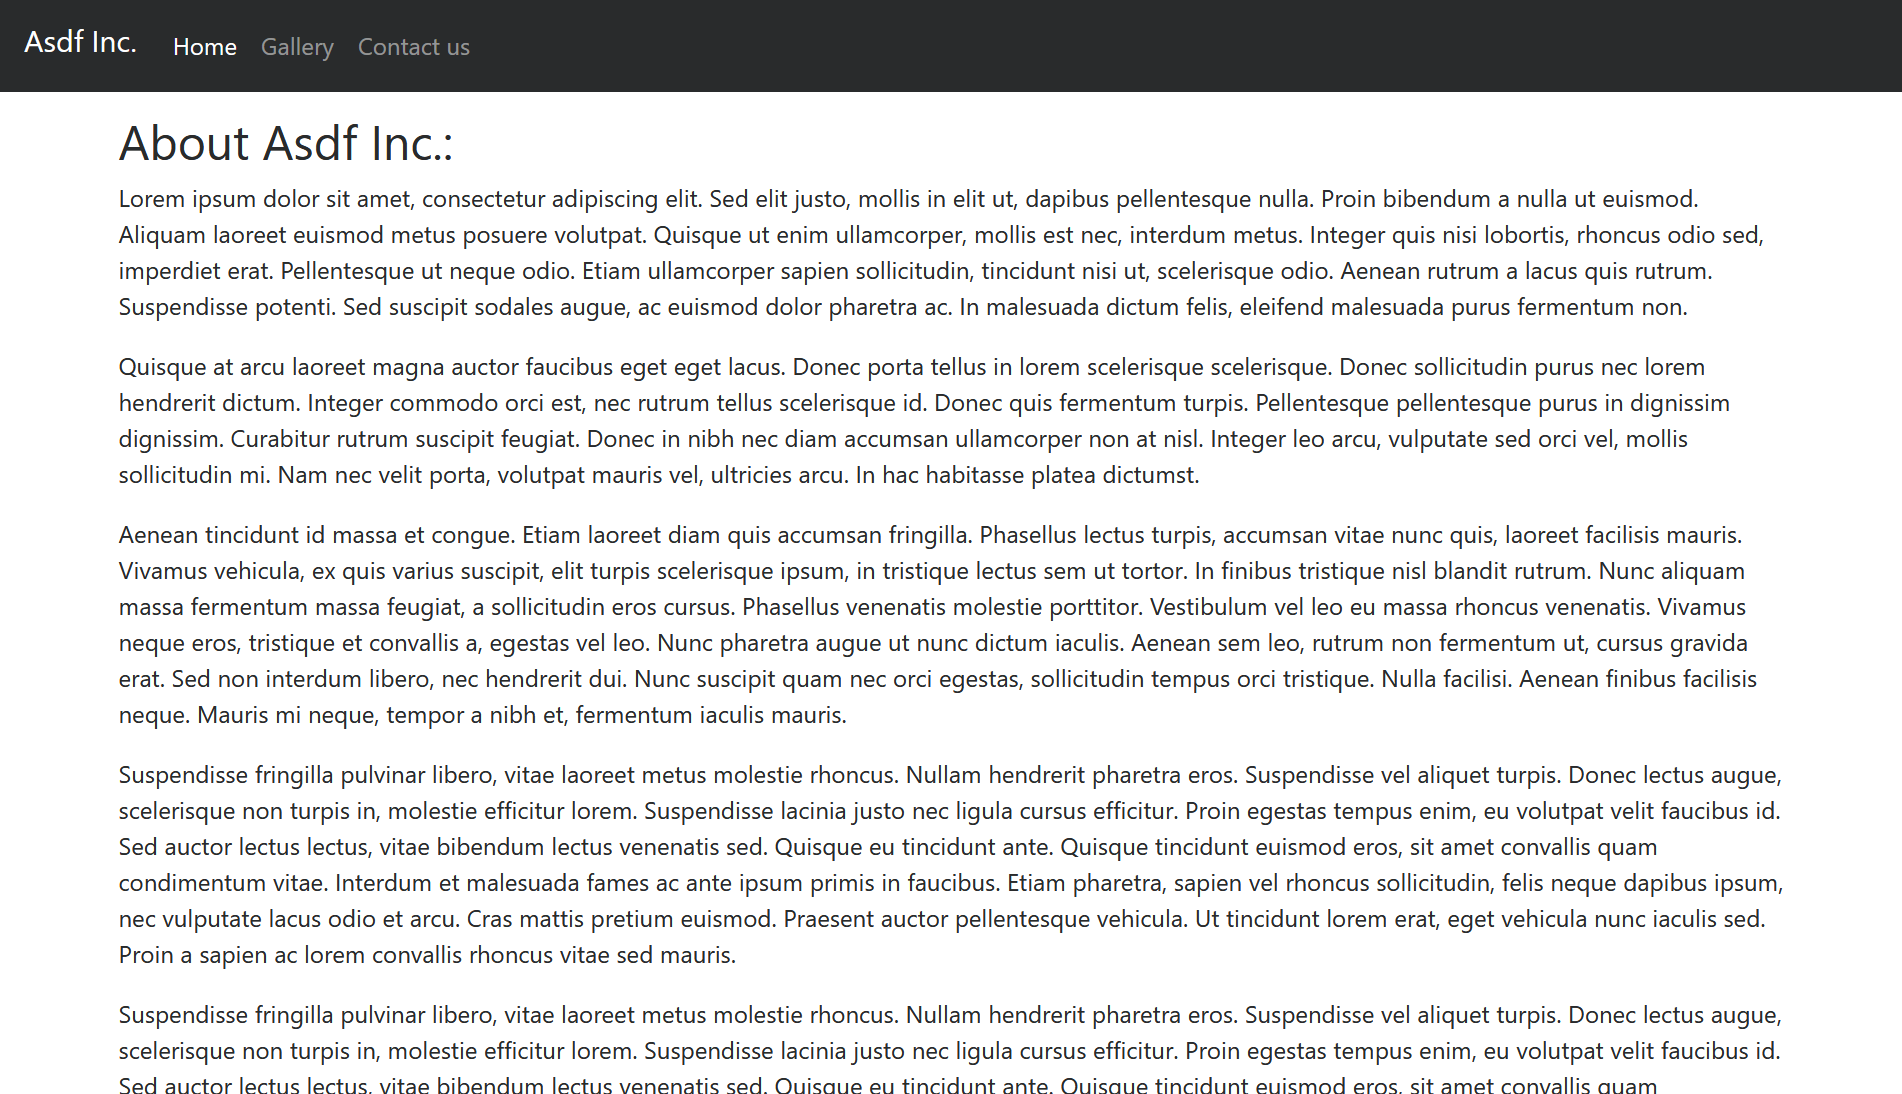 Asdf Inc. Home Gallery Contact us
About Asdf Inc.:
Lorem ipsum dolor sit amet, consectetur adipiscing elit. Sed elit justo, mollis in elit ut, dapibus pellentesque nulla. Proin bibendum a nulla ut euismod.
Aliquam laoreet euismod metus posuere volutpat. Quisque ut enim ullamcorper, mollis est nec, interdum metus. Integer quis nisi lobortis, rhoncus odio sed,
imperdiet erat. Pellentesque ut neque odio. Etiam ullamcorper sapien sollicitudin, tincidunt nisi ut, scelerisque odio. Aenean rutrum a lacus quis rutrum.
Suspendisse potenti. Sed suscipit sodales augue, ac euismod dolor pharetra ac. In malesuada dictum felis, eleifend malesuada purus fermentum non.
Quisque at arcu laoreet magna auctor faucibus eget eget lacus. Donec porta tellus in lorem scelerisque scelerisque. Donec sollicitudin purus nec lorem
hendrerit dictum. Integer commodo orci est, nec rutrum tellus scelerisque id. Donec quis fermentum turpis. Pellentesque pellentesque purus in dignissim
dignissim. Curabitur rutrum suscipit feugiat. Donec in nibh nec diam accumsan ullamcorper non at nisl. Integer leo arcu, vulputate sed orci vel, mollis
sollicitudin mi. Nam nec velit porta, volutpat mauris vel, ultricies arcu. In hac habitasse platea dictumst.
Aenean tincidunt id massa et congue. Etiam laoreet diam quis accumsan fringilla. Phasellus lectus turpis, accumsan vitae nunc quis, laoreet facilisis mauris.
Vivamus vehicula, ex quis varius suscipit, elit turpis scelerisque ipsum, in tristique lectus sem ut tortor. In finibus tristique nisl blandit rutrum. Nunc aliquam
massa fermentum massa feugiat, a sollicitudin eros cursus. Phasellus venenatis molestie porttitor. Vestibulum vel leo eu massa rhoncus venenatis. Vivamus
neque eros, tristique et convallis a, egestas vel leo. Nunc pharetra augue ut nunc dictum iaculis. Aenean sem leo, rutrum non fermentum ut, cursus gravida
erat. Sed non interdum libero, nec hendrerit dui. Nunc suscipit quam nec orci egestas, sollicitudin tempus orci tristique. Nulla facilisi. Aenean finibus facilisis
neque. Mauris mi neque, tempor a nibh et, fermentum iaculis mauris.
Suspendisse fringilla pulvinar libero, vitae laoreet metus molestie rhoncus. Nullam hendrerit pharetra eros. Suspendisse vel aliquet turpis. Donec lectus augue,
scelerisque non turpis in, molestie efficitur lorem. Suspendisse lacinia justo nec ligula cursus efficitur. Proin egestas tempus enim, eu volutpat velit faucibus id.
Sed auctor lectus lectus, vitae bibendum lectus venenatis sed. Quisque eu tincidunt ante. Quisque tincidunt euismod eros, sit amet convallis quam
condimentum vitae. Interdum et malesuada fames ac ante ipsum primis in faucibus. Etiam pharetra, sapien vel rhoncus sollicitudin, felis neque dapibus ipsum,
nec vulputate lacus odio et arcu. Cras mattis pretium euismod. Praesent auctor pellentesque vehicula. Ut tincidunt lorem erat, eget vehicula nunc iaculis sed.
Proin a sapien ac lorem convallis rhoncus vitae sed mauris.
Suspendisse fringilla pulvinar libero, vitae laoreet metus molestie rhoncus. Nullam hendrerit pharetra eros. Suspendisse vel aliquet turpis. Donec lectus augue,
scelerisque non turpis in, molestie efficitur lorem. Suspendisse lacinia justo nec ligula cursus efficitur. Proin egestas tempus enim, eu volutpat velit faucibus id.
Sed auctor lectus lectus, vitae bibendum lectus venenatis sed. Quisque eu tincidunt ante. Quisque tincidunt euismod eros, sit amet convallis quam